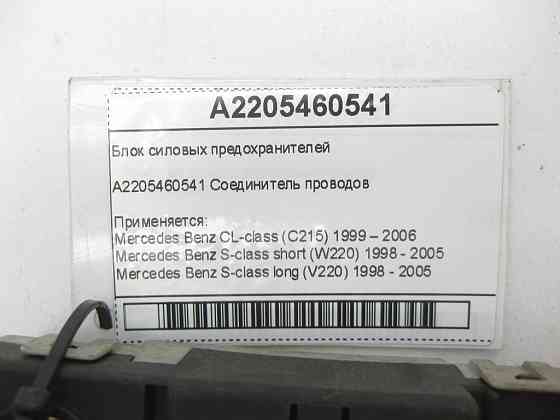 A2205460541
Блок силовых предохранителей
A2205460541 Соединитель проводов
Применяется:
Mercedes Benz CL-class (C215) 1999 – 2006
Mercedes Benz S-class short (W220) 1998 - 2005
Mercedes Benz S-class long (V220) 1998 - 2005